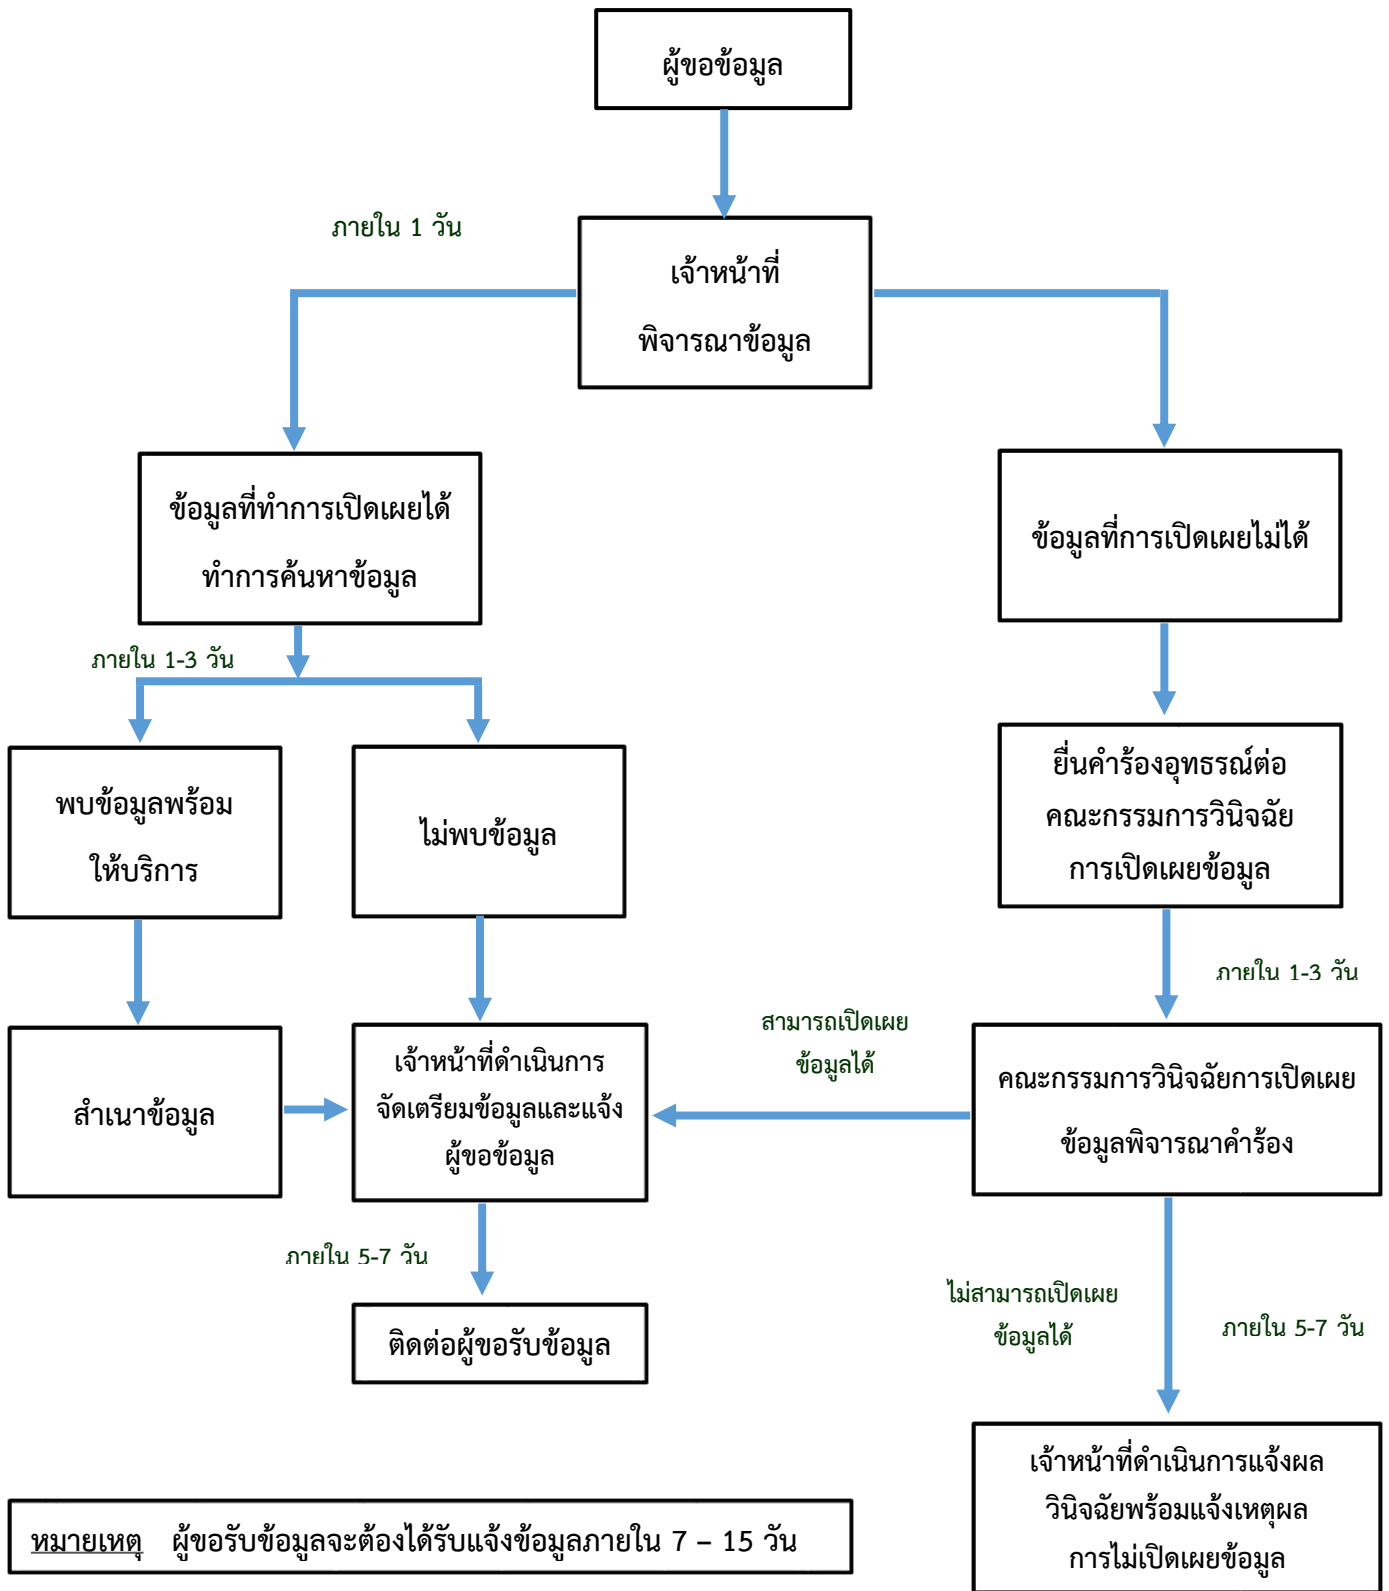 ผู้ขอข้อมูล
ภายใน 1 วัน
เจ้าหน้าที่
พิจารณาข้อมูล
ข้อมูลที่ทำการเปิดเผยได้
ทำการค้นหาข้อมูล
ข้อมูลที่การเปิดเผยไม่ได้
ภายใน 1-3 วัน
พบข้อมูลพร้อม
ให้บริการ
ไม่พบข้อมูล
ยื่นคำร้องอุทธรณ์ต่อ
คณะกรรมการวินิจฉัย
การเปิดเผยข้อมูล
ภายใน 1-3 วัน
สำเนาข้อมูล
เจ้าหน้าที่ดำเนินการ
จัดเตรียมข้อมูลและแจ้ง
ผู้ขอข้อมูล
สามารถเปิดเผย
ข้อมูลได้
คณะกรรมการวินิจฉัยการเปิดเผย
ข้อมูลพิจารณาคำร้อง
ภายใน 5-7 วัน
ติดต่อผู้ขอรับข้อมูล
ไม่สามารถเปิดเผย
ข้อมูลได้
ภายใน 5-7 วัน
เจ้าหน้าที่ดำเนินการแจ้งผล
วินิจฉัยพร้อมแจ้งเหตุผล
การไม่เปิดเผยข้อมูล
หมายเหตุ ผู้ขอรับข้อมูลจะต้องได้รับแจ้งข้อมูลภายใน 7 – 15 วัน